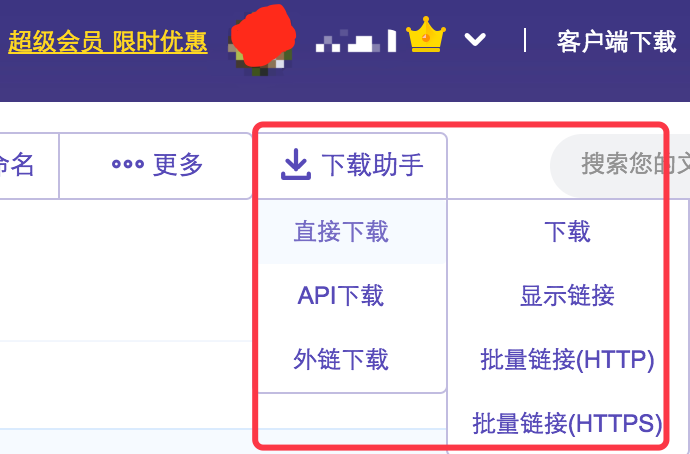 超级会员 限时优惠
客户端下载
命名
更多
下载助手
搜索您的文
直接下载
下载
API下载
显示链接
外链下载
批量链接(HTTP)
批量链接(HTTPS)